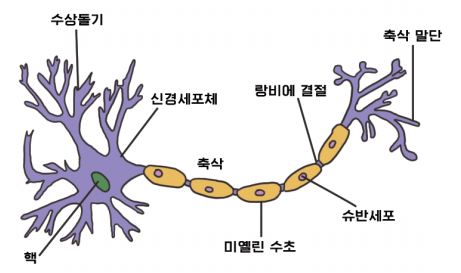 수상돌기
축삭 말단
신경세포체
랑비에 결절
축삭
슈반세포
미옐린 수초
핵